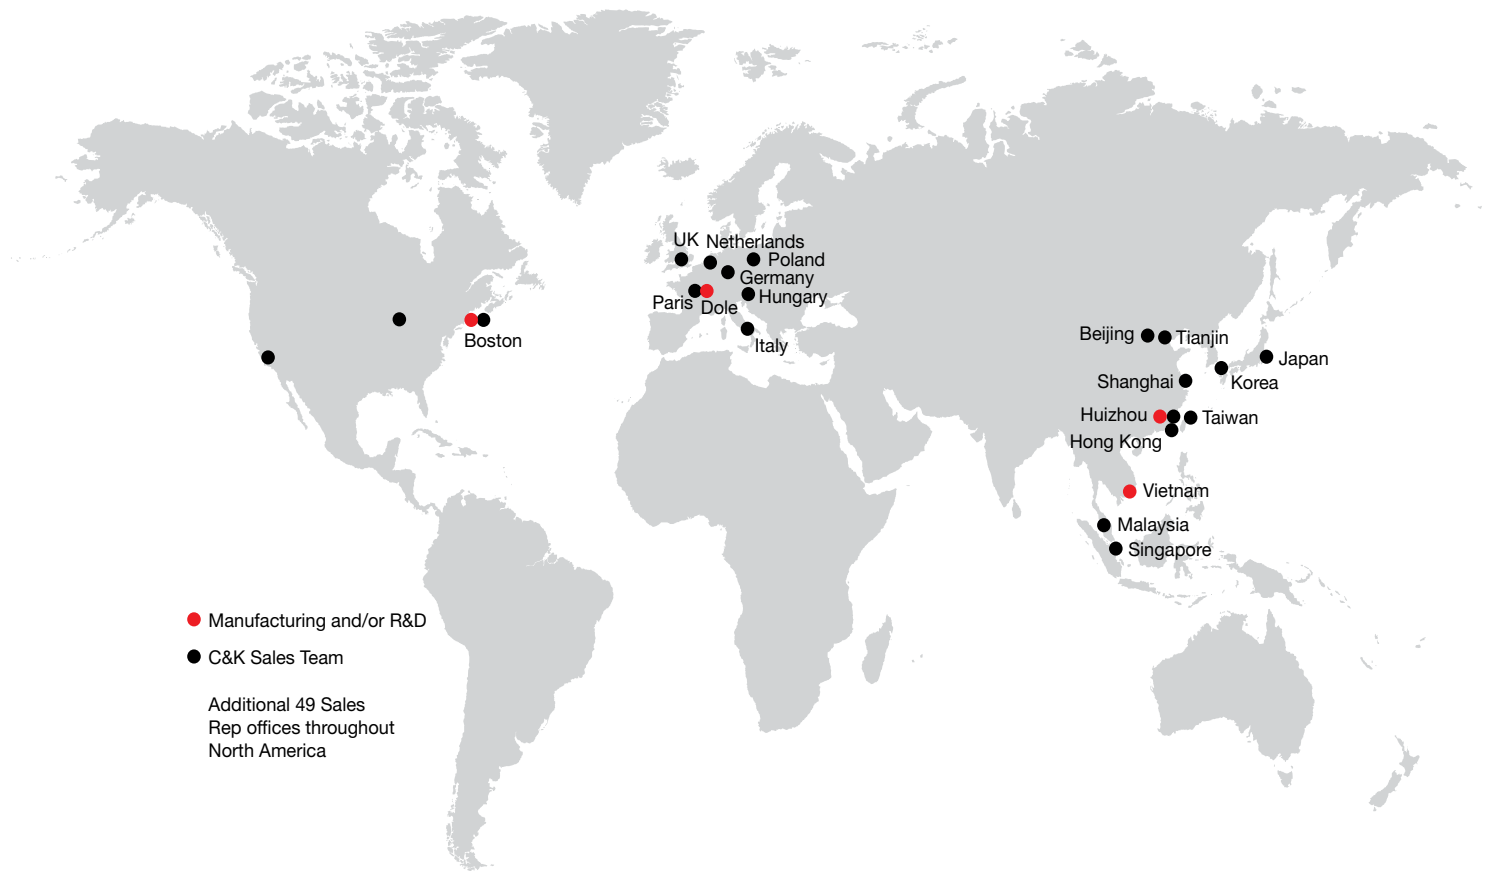 UK
Netherlands
Poland
Germany
Paris
Dole
Hungary
Italy
Boston
Beijing
Tianjin
Japan
Shanghai
Korea
Huizhou
Taiwan
Hong Kong
Vietnam
Malaysia
Singapore
Manufacturing and/or R&D
C&K Sales Team
Additional 49 Sales
Rep offices throughout
North America